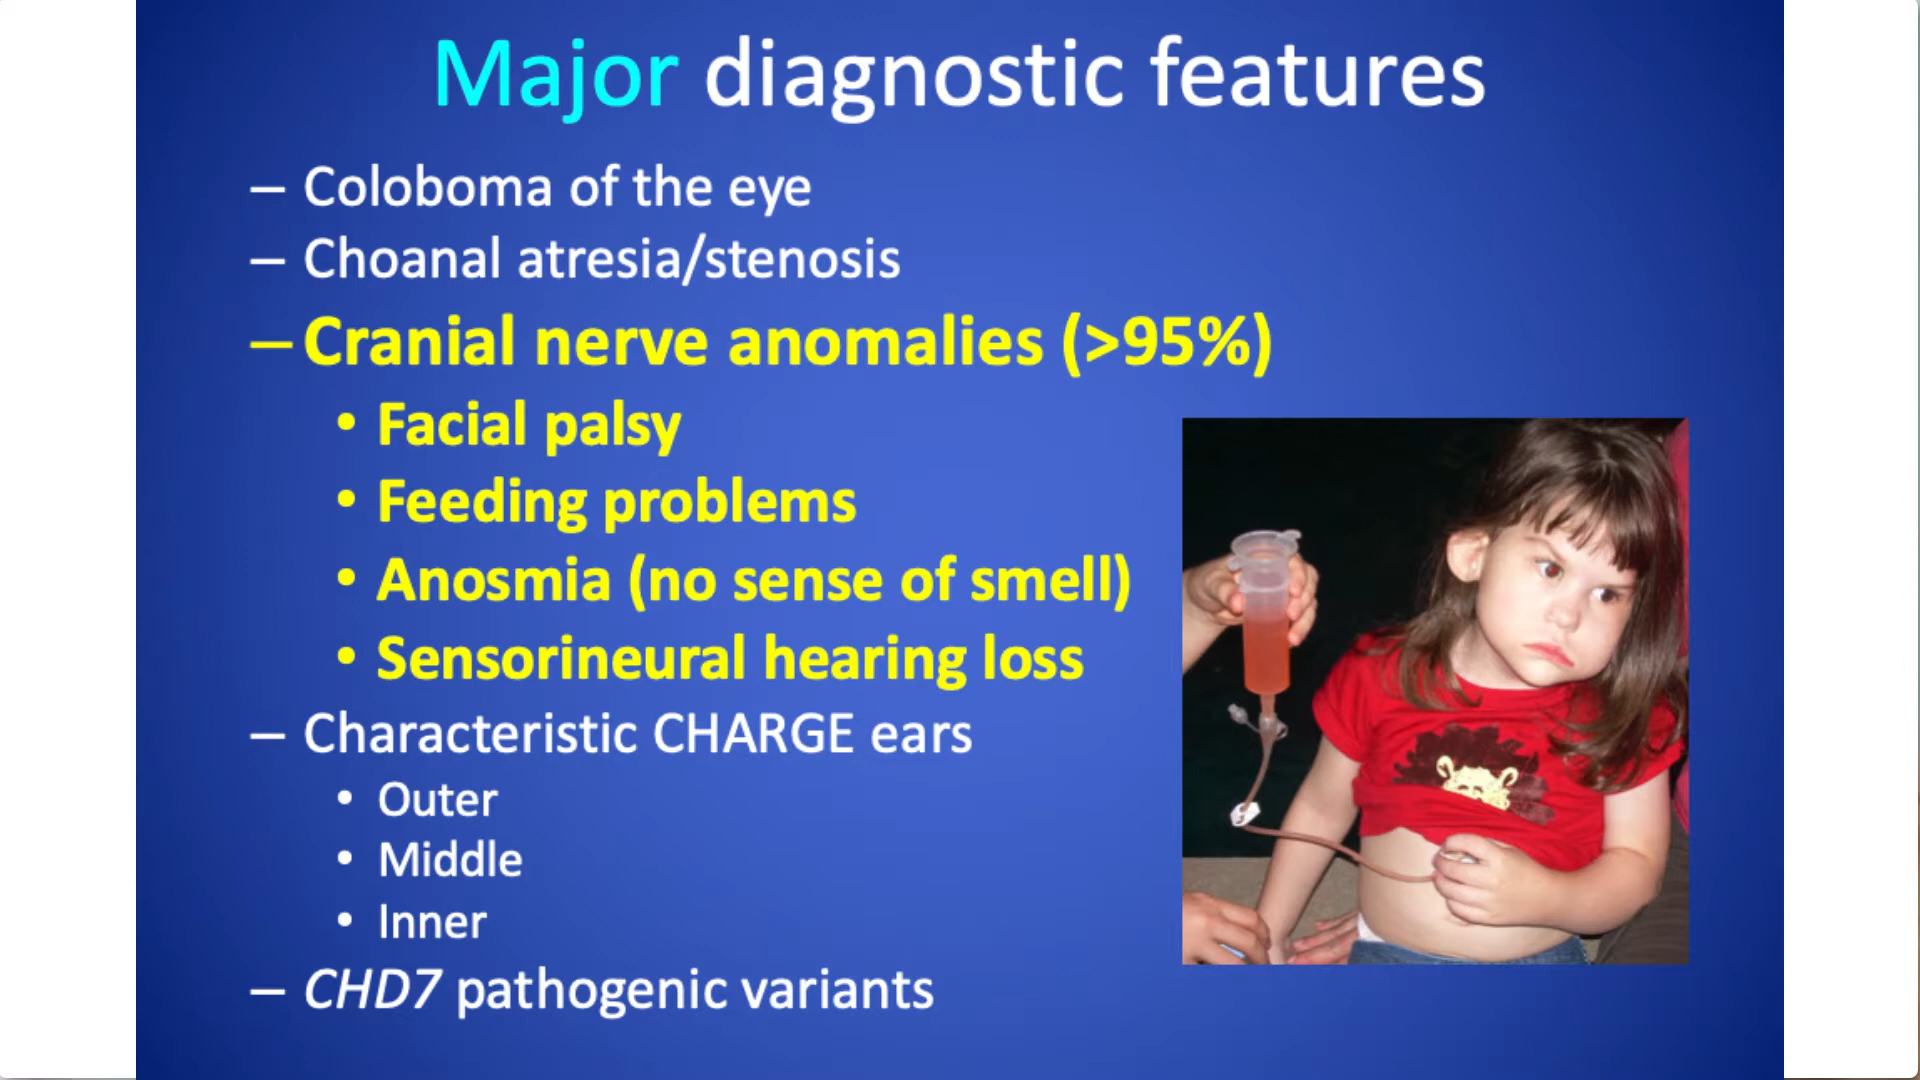 Major diagnostic features
– Coloboma of the eye
– Choanal atresia/stenosis
– Cranial nerve anomalies (>95%)
• Facial palsy
• Feeding problems
• Anosmia (no sense of smell)
• Sensorineural hearing loss
– Characteristic CHARGE ears
• Outer
• Middle
• Inner
– CHD7 pathogenic variants